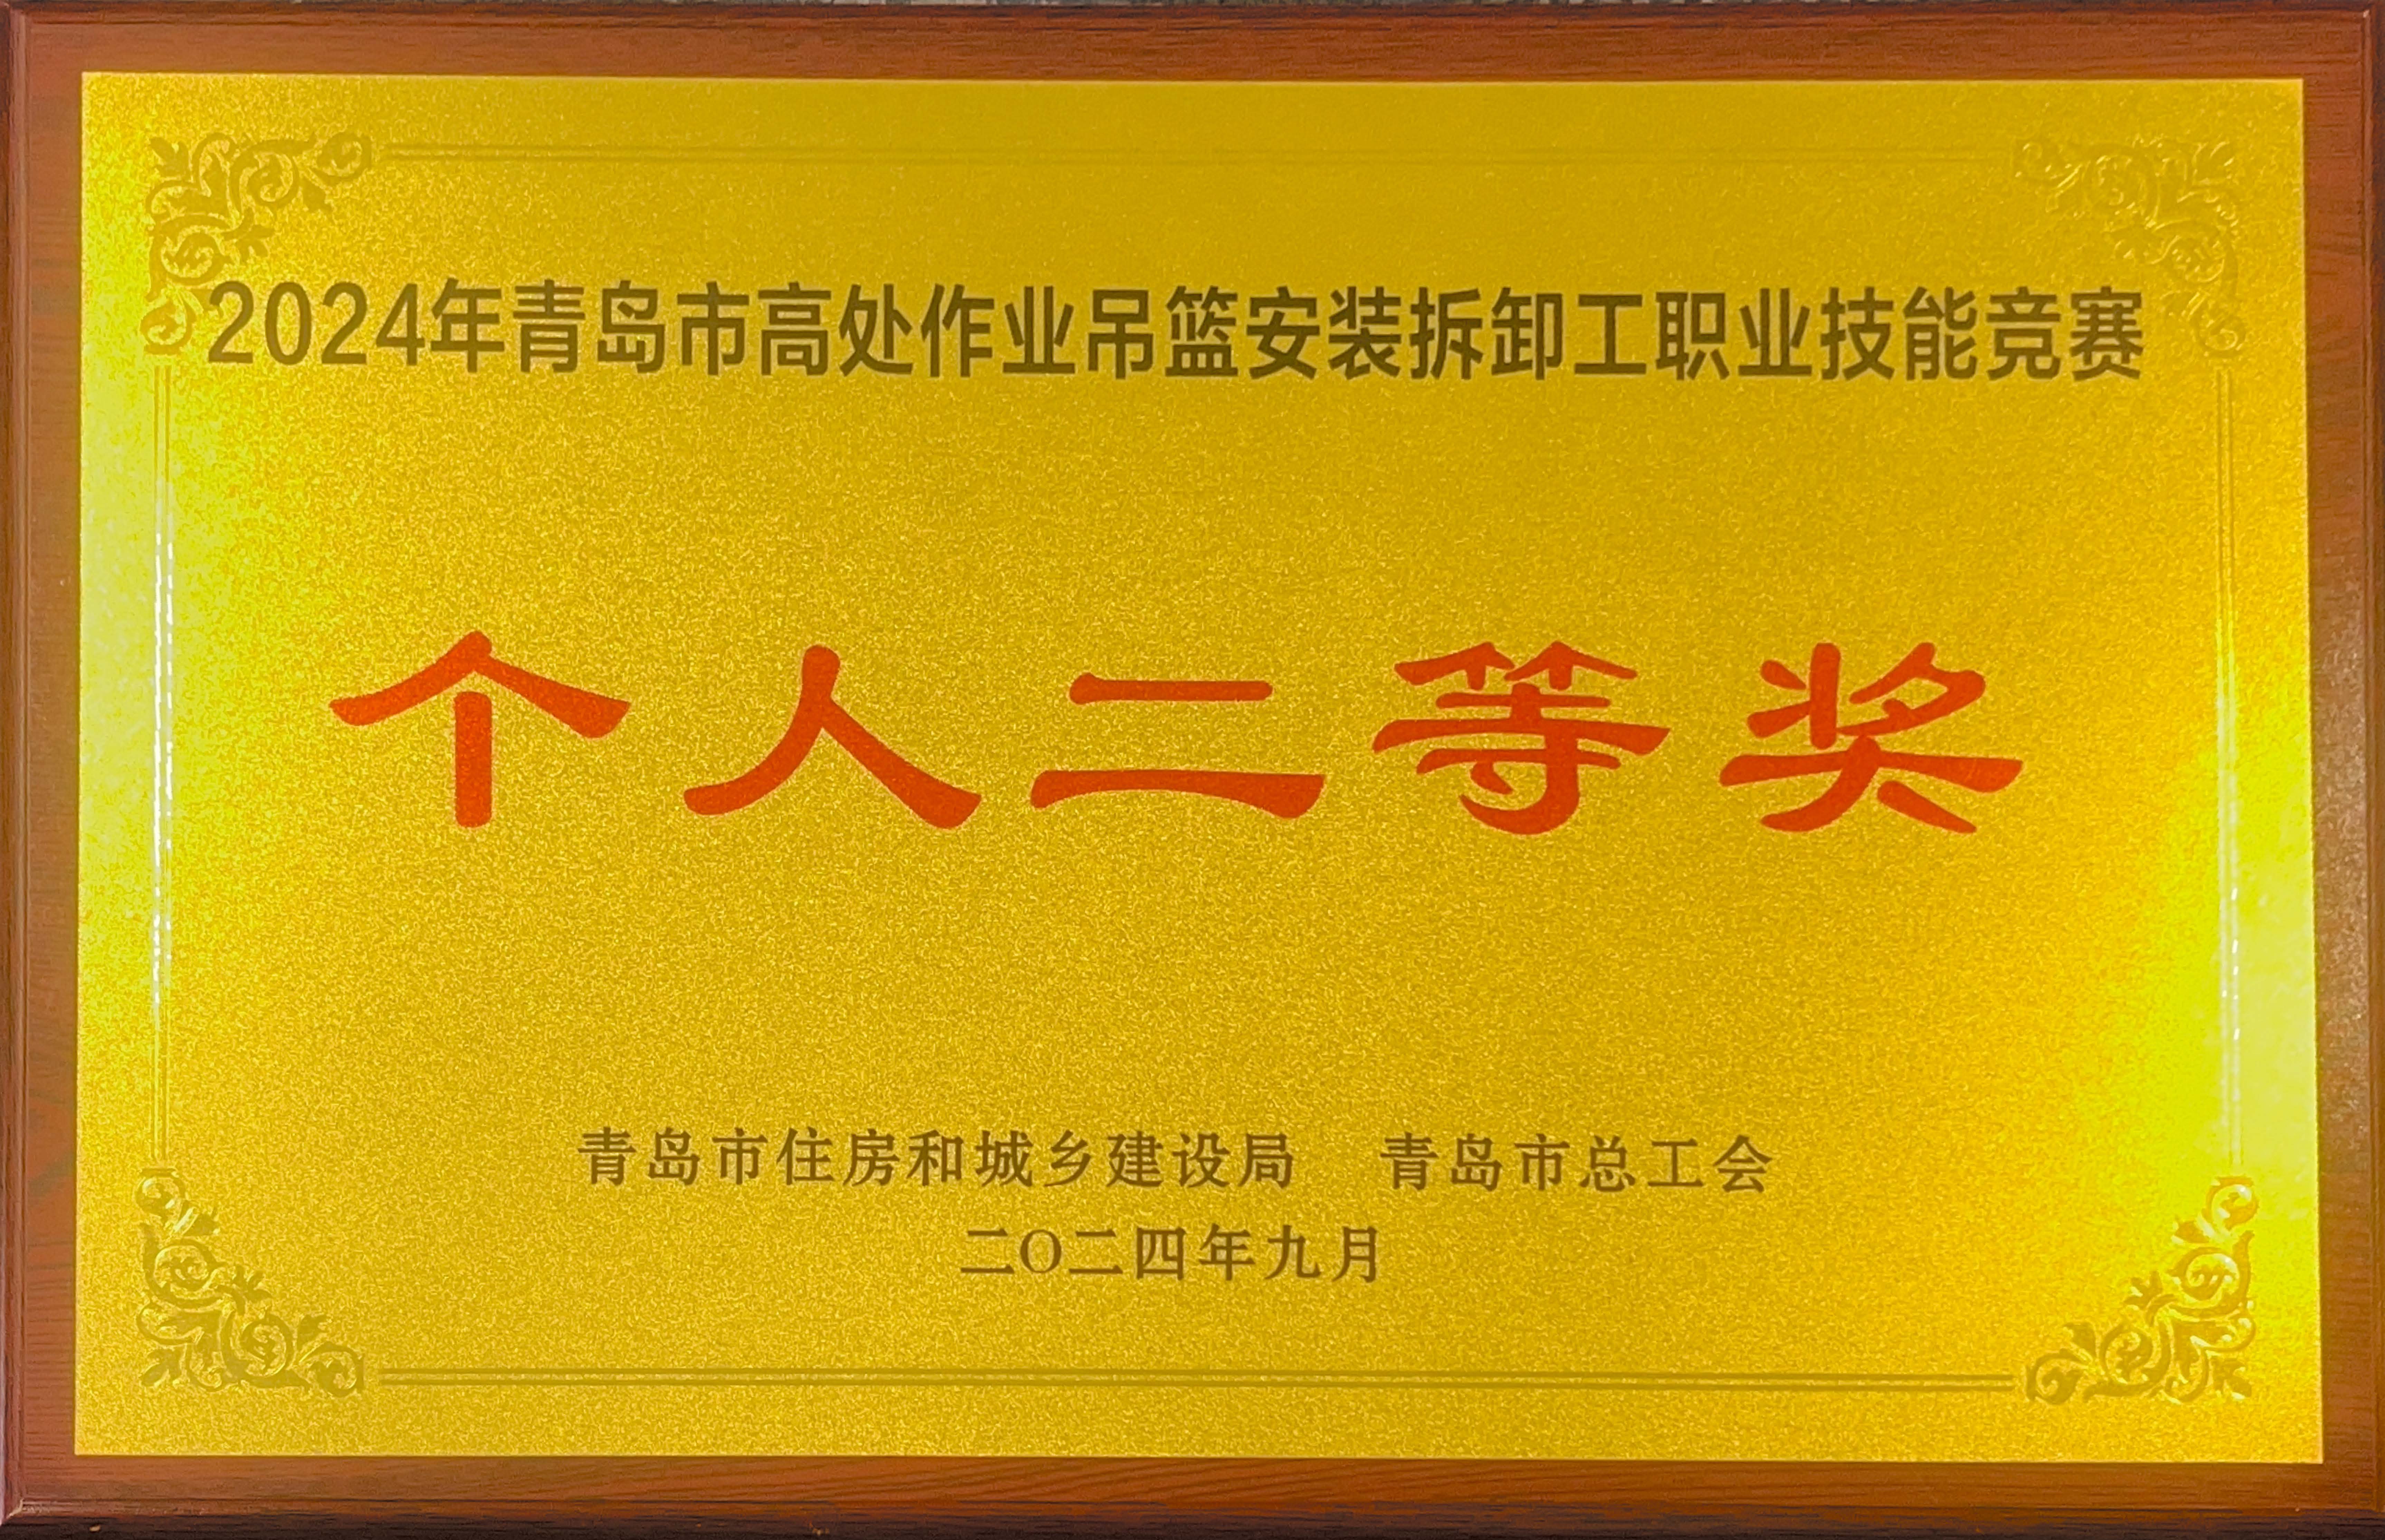 2024年青岛市高处作业吊篮安装拆卸工职业技能竞赛
个人二等奖
青岛市住房和城乡建设局 青岛市总工会
二〇二四年九月